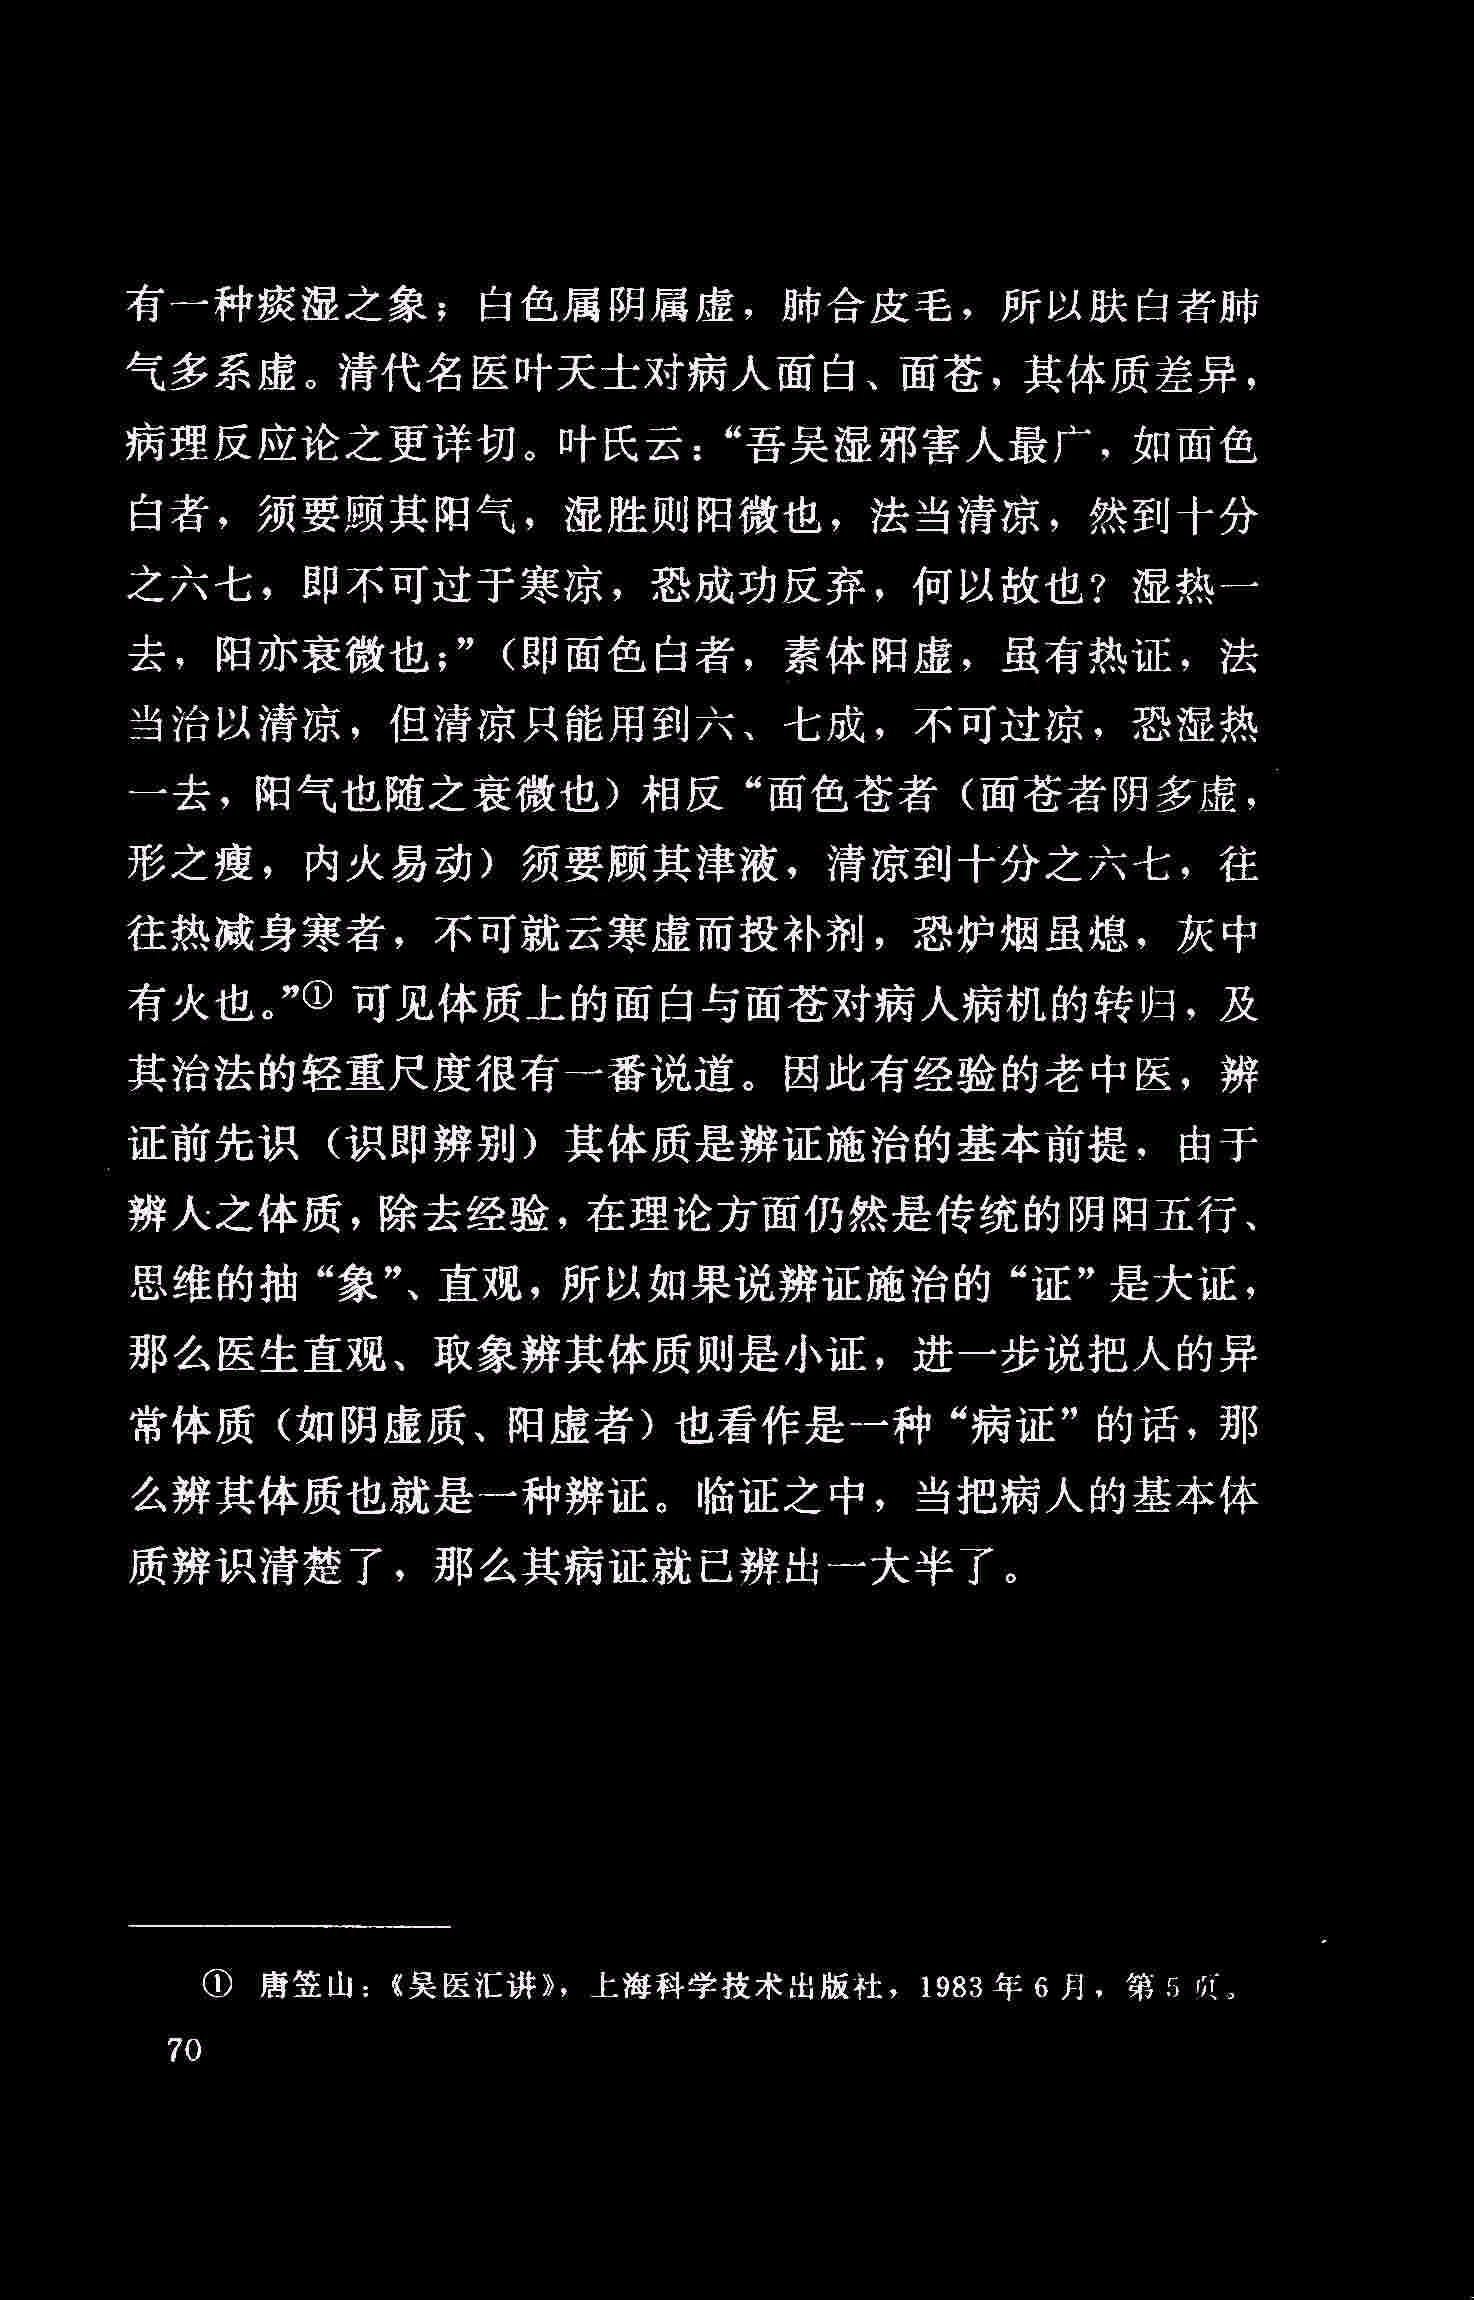 有一种痰湿之象；白色属阴属虚，肺合皮毛，所以肤白者肺
气多系虚。清代名医叶天士对病人面白、面苍，其体质差异，
病理反应论之更详切。叶氏云：“吾吴湿邪害人最广，如面色
白者，须要顾其阳气，湿胜则阳微也，法当清凉，然到十分
之六七，即不可过于寒凉，恐成功反弃，何以故也？湿热一
去，阳亦衰微也；”（即面色白者，素体阳虚，虽有热证，法
当治以清凉，但清凉只能用到六、七成，不可过凉，恐湿热
一去，阳气也随之衰微也）相反“面色苍者（面苍者阴多虚，
形之瘦，内火易动）须要顾其津液，清凉到十分之六七，往
往热减身寒者，不可就云寒虚而投补剂，恐炉烟虽熄，灰中
有火也。”① 可见体质上的面白与面苍对病人病机的转归，及
其治法的轻重尺度很有一番说道。因此有经验的老中医，辨
证前先识（识即辨别）其体质是辨证施治的基本前提，由于
辨人之体质，除去经验，在理论方面仍然是传统的阴阳五行、
思维的抽“象”、直观，所以如果说辨证施治的“证”是大证，
那么医生直观、取象辨其体质则是小证，进一步说把人的异
常体质（如阴虚质、阳虚者）也看作是一种“病证”的话，那
么辨其体质也就是一种辨证。临证之中，当把病人的基本体
质辨识清楚了，那么其病证就已辨出一大半了。
① 唐笠山：《吴医汇讲》，上海科学技术出版社，1983 年 6 月，第 5 页。
70